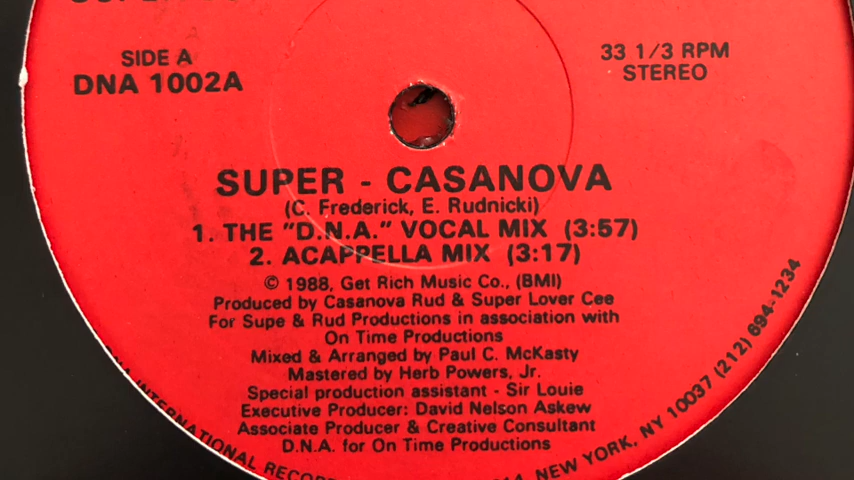 SIDE A
DNA 1002A
33 1/3 RPM
STEREO
SUPER - CASANOVA
(C. Frederick, E. Rudnicki)
1. THE "D.N.A." VOCAL MIX (3:57)
2. ACAPPELLA MIX (3:17)
© 1988, Get Rich Music Co., (BMI)
Produced by Casanova Rud & Super Lover Cee
For Supe & Rud Productions in association with
On Time Productions
Mixed & Arranged by Paul C. McKasty
Mastered by Herb Powers, Jr.
Special production assistant - Sir Louie
Executive Producer: David Nelson Askew
Associate Producer & Creative Consultant
D.N.A. for On Time Productions
INTERNATIONAL NEW YORK, NY 10037 (212) 694-1234